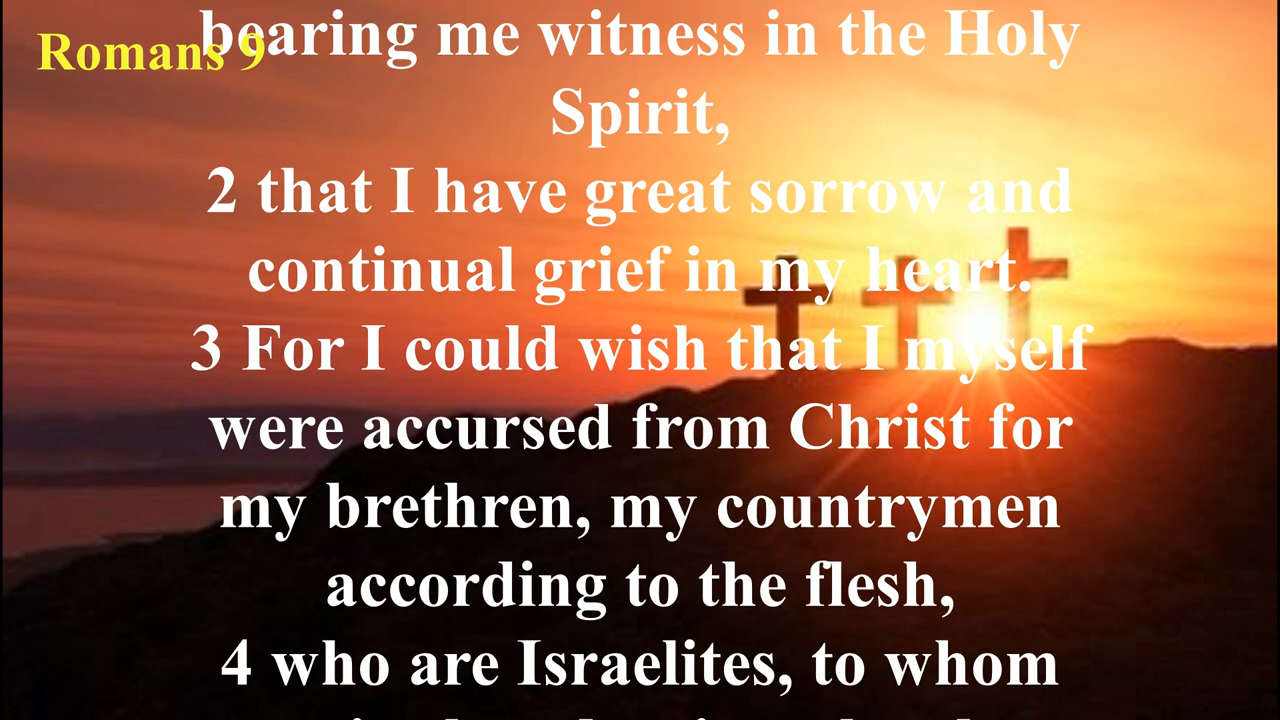 Romans 9
bearing me witness in the Holy
Spirit,
2 that I have great sorrow and
continual grief in my heart.
3 For I could wish that I myself
were accursed from Christ for
my brethren, my countrymen
according to the flesh,
4 who are Israelites, to whom